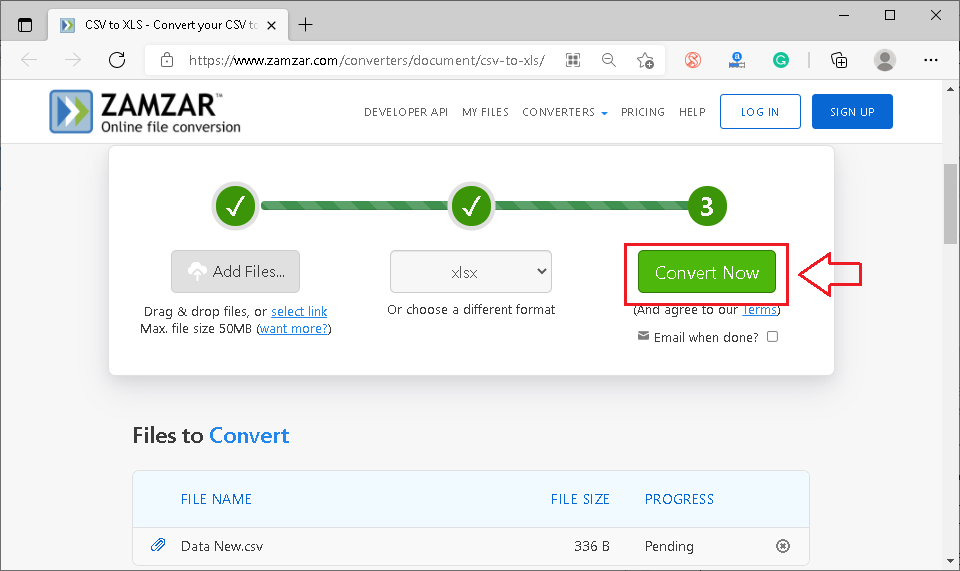 CSV to XLS - Convert your CSV to
https://www.zamzar.com/converters/document/csv-to-xls/
ZAMZAR™
Online file conversion
DEVELOPER API MY FILES CONVERTERS PRICING HELP LOG IN SIGN UP
3
Add Files... xlsx Convert Now
Drag & drop files, or select link Or choose a different format (And agree to our Terms)
Max. file size 50MB (want more?)
Email when done?
Files to Convert
FILE NAME FILE SIZE PROGRESS
Data New.csv 336 B Pending